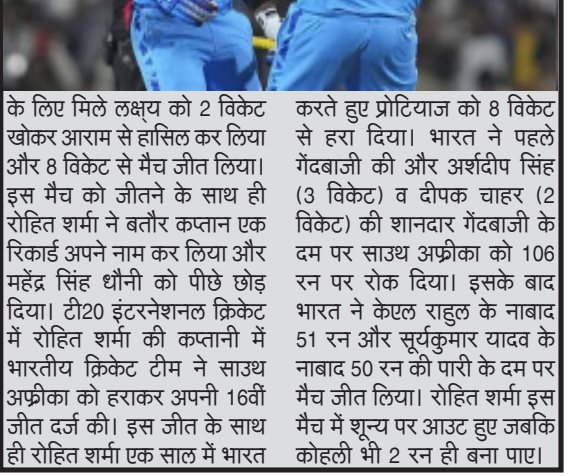 के लिए मिले लक्ष्य को 2 विकेट
खोकर आराम से हासिल कर लिया
और 8 विकेट से मैच जीत लिया।
इस मैच को जीतने के साथ ही
रोहित शर्मा ने बतौर कप्तान एक
रिकार्ड अपने नाम कर लिया और
महेंद्र सिंह धौनी को पीछे छोड़
दिया। टी20 इंटरनेशनल क्रिकेट
में रोहित शर्मा की कप्तानी में
भारतीय क्रिकेट टीम ने साउथ
अफ्रीका को हराकर अपनी 16वीं
जीत दर्ज की। इस जीत के साथ
ही रोहित शर्मा एक साल में भारत
करते हुए प्रोटियाज को 8 विकेट
से हरा दिया। भारत ने पहले
गेंदबाजी की और अर्शदीप सिंह
(3 विकेट) व दीपक चाहर (2
विकेट) की शानदार गेंदबाजी के
दम पर साउथ अफ्रीका को 106
रन पर रोक दिया। इसके बाद
भारत ने केएल राहुल के नाबाद
51 रन और सूर्यकुमार यादव के
नाबाद 50 रन की पारी के दम पर
मैच जीत लिया। रोहित शर्मा इस
मैच में शून्य पर आउट हुए जबकि
कोहली भी 2 रन ही बना पाए।